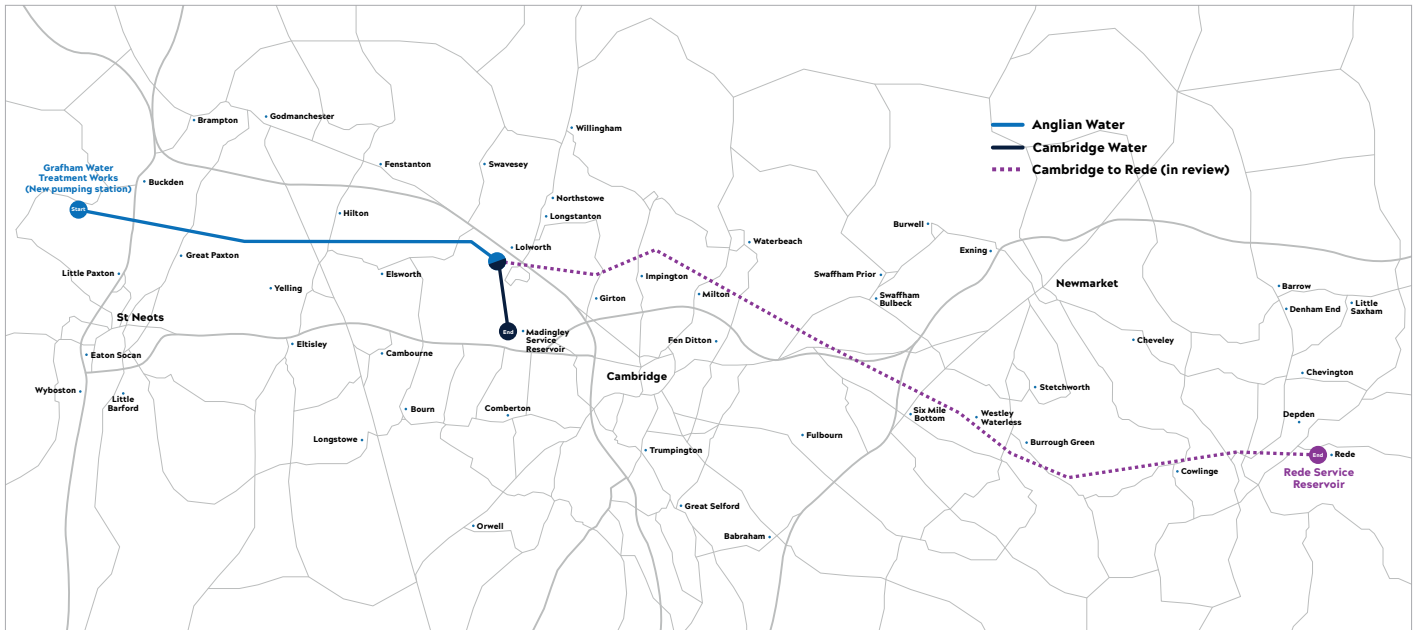 Anglian Water
Cambridge Water
Cambridge to Rede (in review)
Grafham Water
Treatment Works
(New pumping station)
Start
Brampton
Godmanchester
Willingham
Fenstanton
Swavesey
Buckden
Northstowe
Longstanton
Hilton
Burwell
Waterbeach
Lolworth
Exning
Great Paxton
Little Paxton
Elsworth
Impington
Swaffham Prior
Newmarket
Yelling
Girton
Milton
Swaffham
Bulbeck
Barrow
Denham End
Little
Saxham
St Neots
End
Madingley
Service
Reservoir
Eltisley
Fen Ditton
Cheveley
Eaton Socan
Cambourne
Cambridge
Chevington
Wyboston
Little
Barford
Stetchworth
Bourn
Comberton
Six Mile
Bottom
Westley
Waterless
Depden
Longstowe
Fulbourn
Burrough Green
Trumpington
End
Rede
Cowlinge
Rede Service
Reservoir
Great Selford
Orwell
Babraham